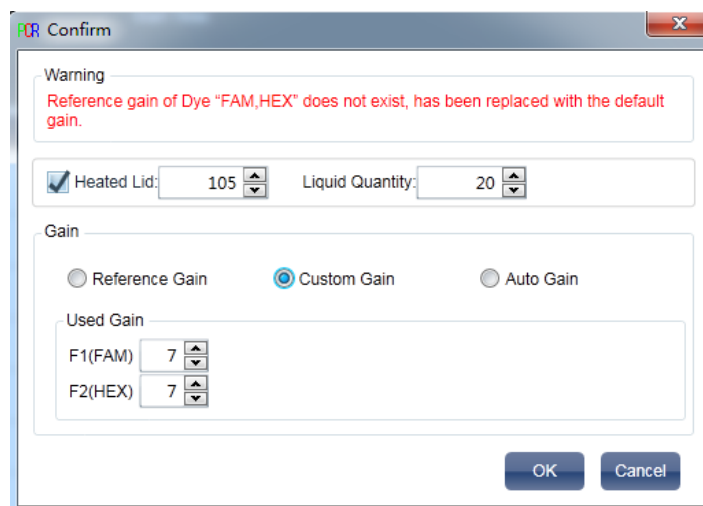 PCR Confirm
Warning
Reference gain of Dye “FAM,HEX” does not exist, has been replaced with the default
gain.
Heated Lid: 105 Liquid Quantity: 20
Gain
Reference Gain Custom Gain Auto Gain
Used Gain
F1(FAM) 7
F2(HEX) 7
OK Cancel